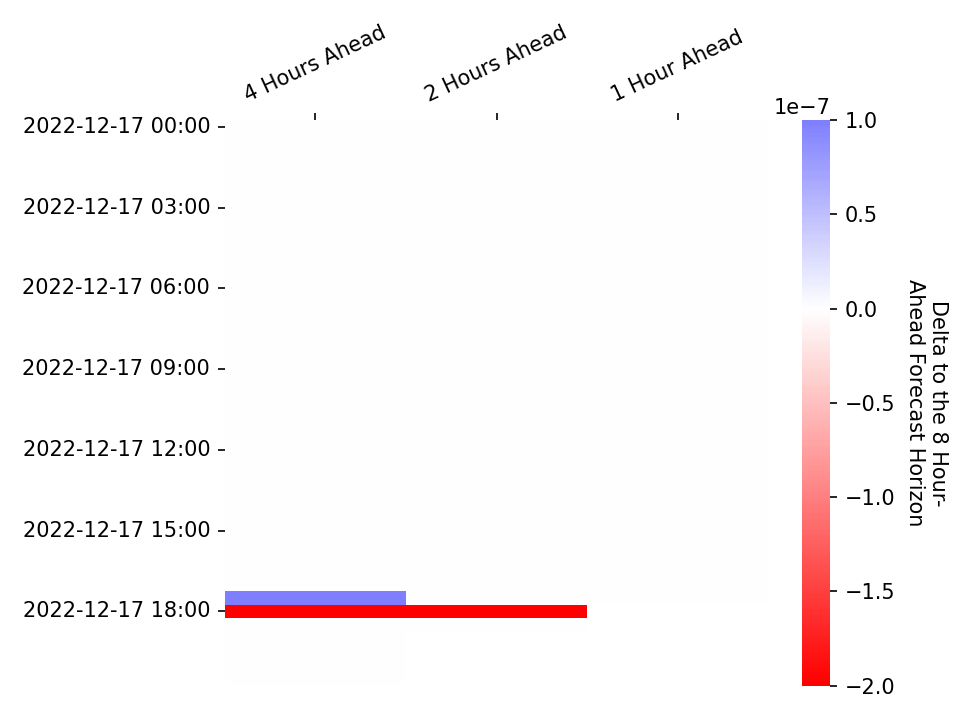 4 Hours Ahead
2 Hours Ahead
1 Hour Ahead
2022-12-17 00:00
2022-12-17 03:00
2022-12-17 06:00
2022-12-17 09:00
2022-12-17 12:00
2022-12-17 15:00
2022-12-17 18:00
1e−7
1.0
0.5
0.0
−0.5
−1.0
−1.5
−2.0
Delta to the 8 Hour-
Ahead Forecast Horizon